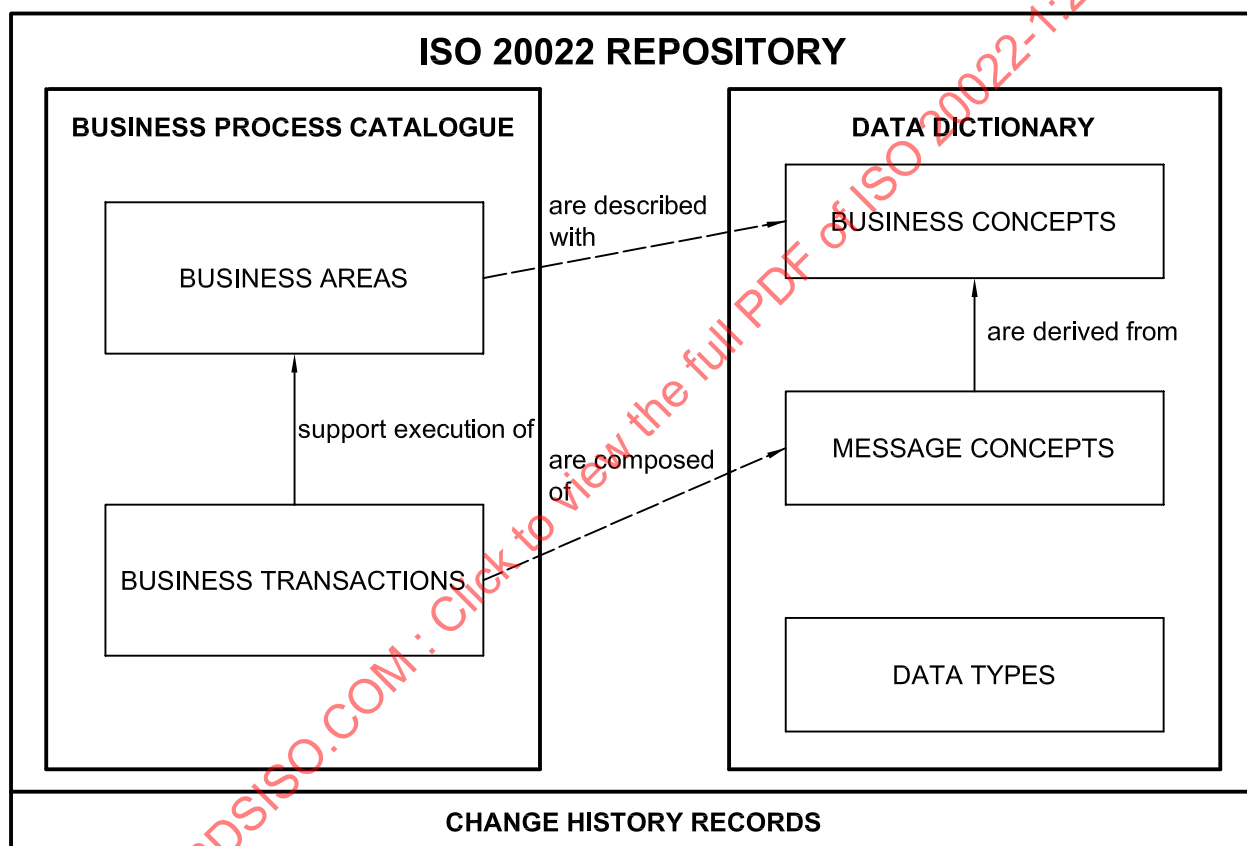 ISO 20022 REPOSITORY
BUSINESS PROCESS CATALOGUE
BUSINESS AREAS
support execution of
BUSINESS TRANSACTIONS
are described
with
are composed
of
DATA DICTIONARY
BUSINESS CONCEPTS
are derived from
MESSAGE CONCEPTS
DATA TYPES
CHANGE HISTORY RECORDS
DSISO.COM : Click to view the full PDF of ISO 20022-1:2